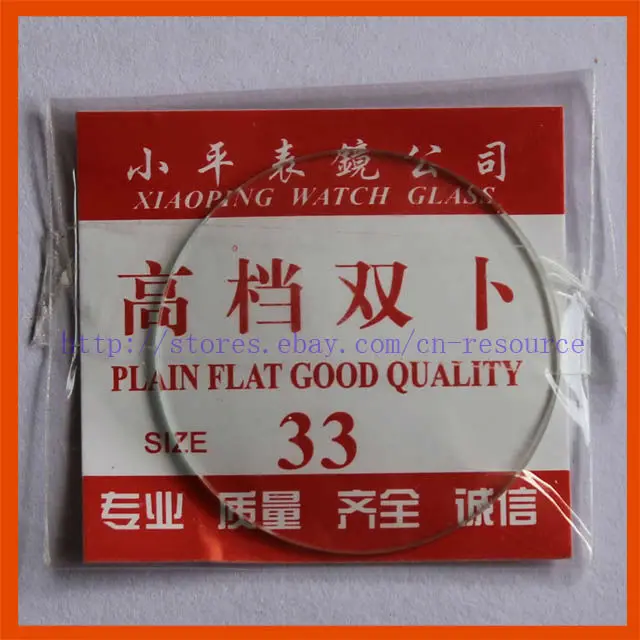 小平表鏡公司
XIAOPING WATCH GLASS
高档双卜
http://stores.ebay.com/cn-resource
PLAIN FLAT GOOD QUALITY
SIZE 33
专业 质量 齐全 诚信